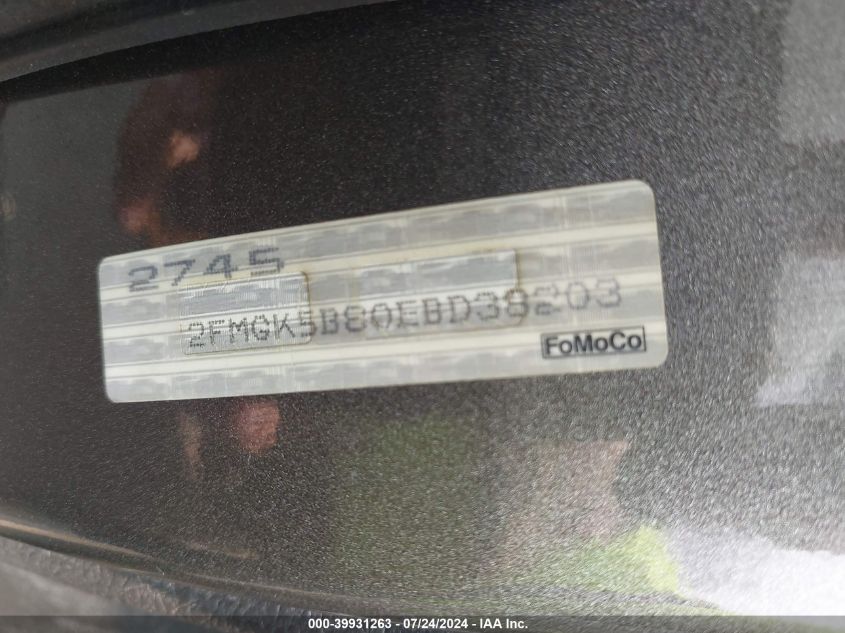 2745
2FMGK5B80EBD38203
FoMoCo
000-39931263 - 07/24/2024 - IAA Inc.